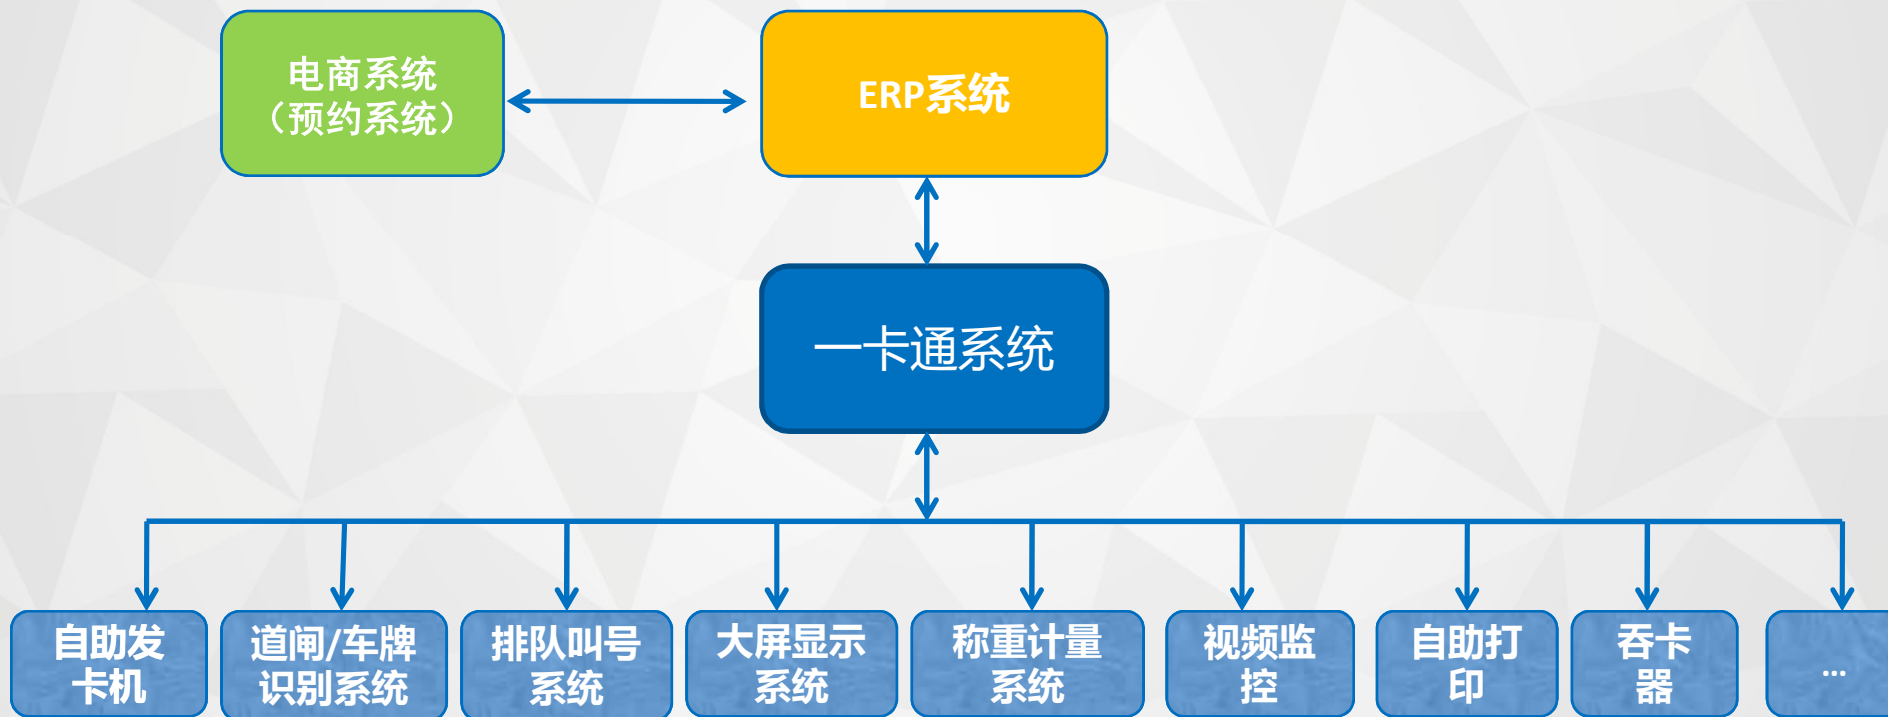 电商系统
（预约系统）
ERP系统
一卡通系统
自助发
卡机
道闸/车牌
识别系统
排队叫号
系统
大屏显示
系统
称重计量
系统
视频监
控
自助打
印
吞卡
器
...